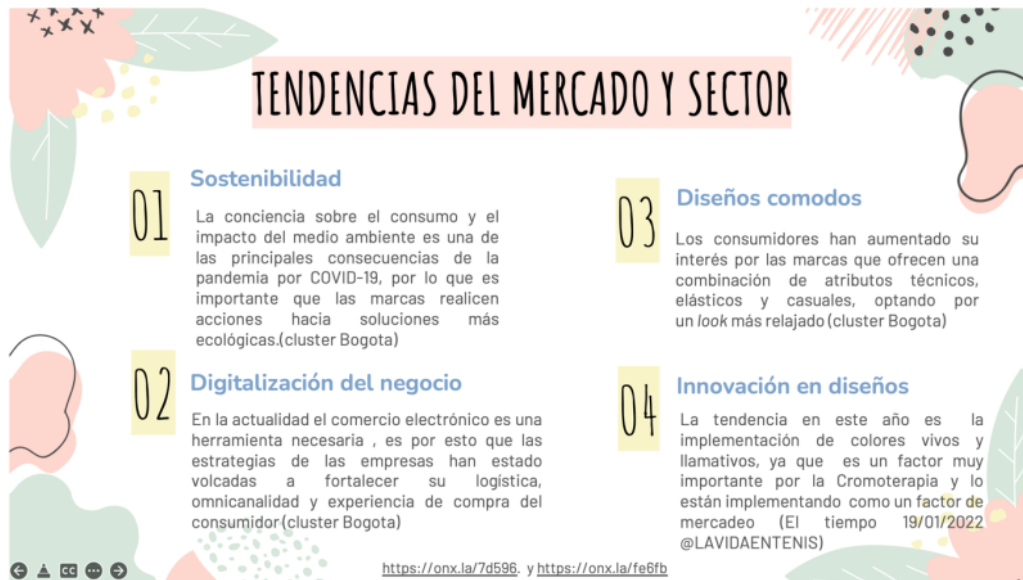 TENDENCIAS DEL MERCADO Y SECTOR
01
Sostenibilidad
La conciencia sobre el consumo y el
impacto del medio ambiente es una de
las principales consecuencias de la
pandemia por COVID-19, por lo que es
importante que las marcas realicen
acciones hacia soluciones más
ecológicas.(cluster Bogota)
02
Digitalización del negocio
En la actualidad el comercio electrónico es una
herramienta necesaria , es por esto que las
estrategias de las empresas han estado
volcadas a fortalecer su logística,
omnicanalidad y experiencia de compra del
consumidor (cluster Bogota)
03
Diseños comodos
Los consumidores han aumentado su
interés por las marcas que ofrecen una
combinación de atributos técnicos,
elásticos y casuales, optando por
un look más relajado (cluster Bogota)
04
Innovación en diseños
La tendencia en este año es la
implementación de colores vivos y
llamativos, ya que es un factor muy
importante por la Cromoterapia y lo
están implementando como un factor de
mercadeo (El tiempo 19/01/2022
@LAVIDAENTENIS)
https://onx.la/7d596. y https://onx.la/fe6fb
CC